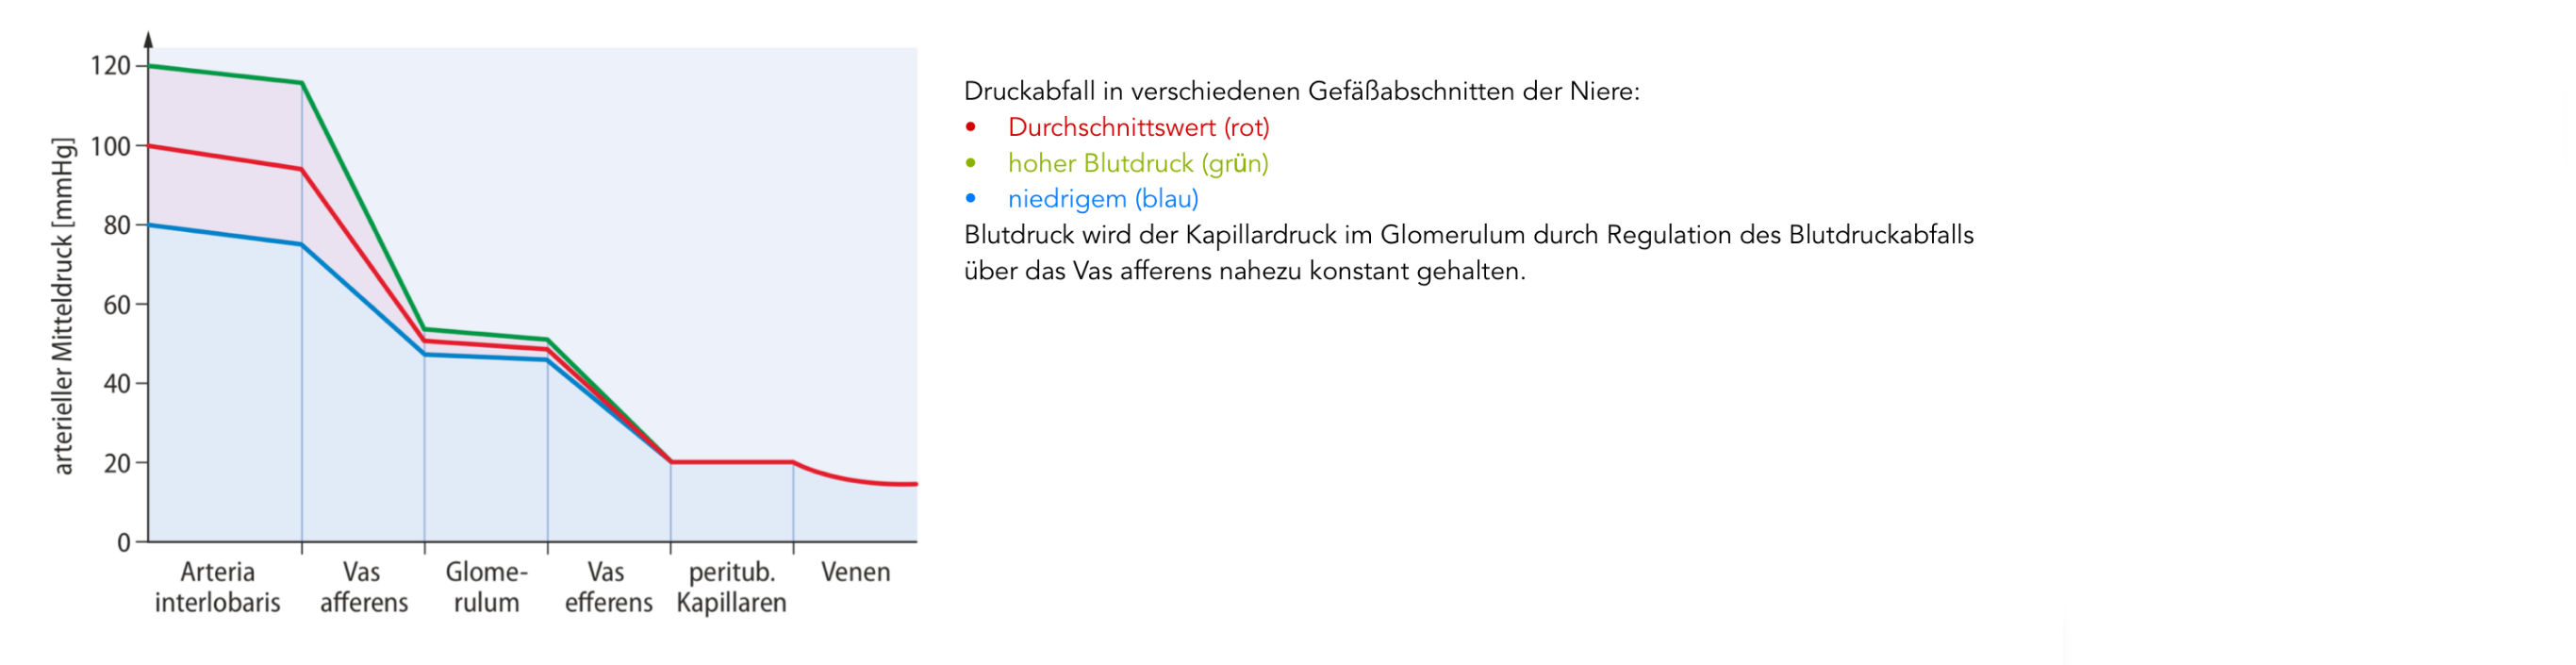 arterieller Mitteldruck [mmHg]
120
100
80
60
40
20
0
Arteria
interlobaris
Vas
afferens
Glome-
rulum
Vas
efferens
peritub.
Kapillaren
Venen
Druckabfall in verschiedenen Gefäßabschnitten der Niere:
• Durchschnittswert (rot)
• hoher Blutdruck (grün)
• niedrigem (blau)
Blutdruck wird der Kapillardruck im Glomerulum durch Regulation des Blutdruckabfalls
über das Vas afferens nahezu konstant gehalten.